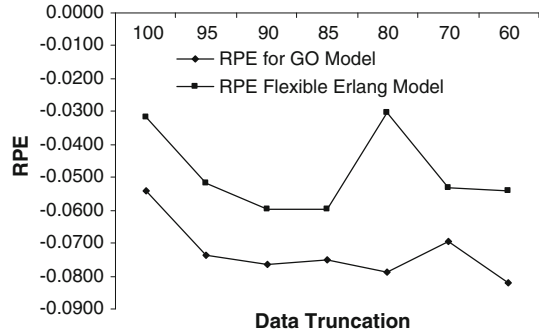 0.0000
-0.0100
-0.0200
-0.0300
-0.0400
-0.0500
-0.0600
-0.0700
-0.0800
-0.0900
100 95 90 85 80 70 60
RPE for GO Model
RPE Flexible Erlang Model
RPE
Data Truncation